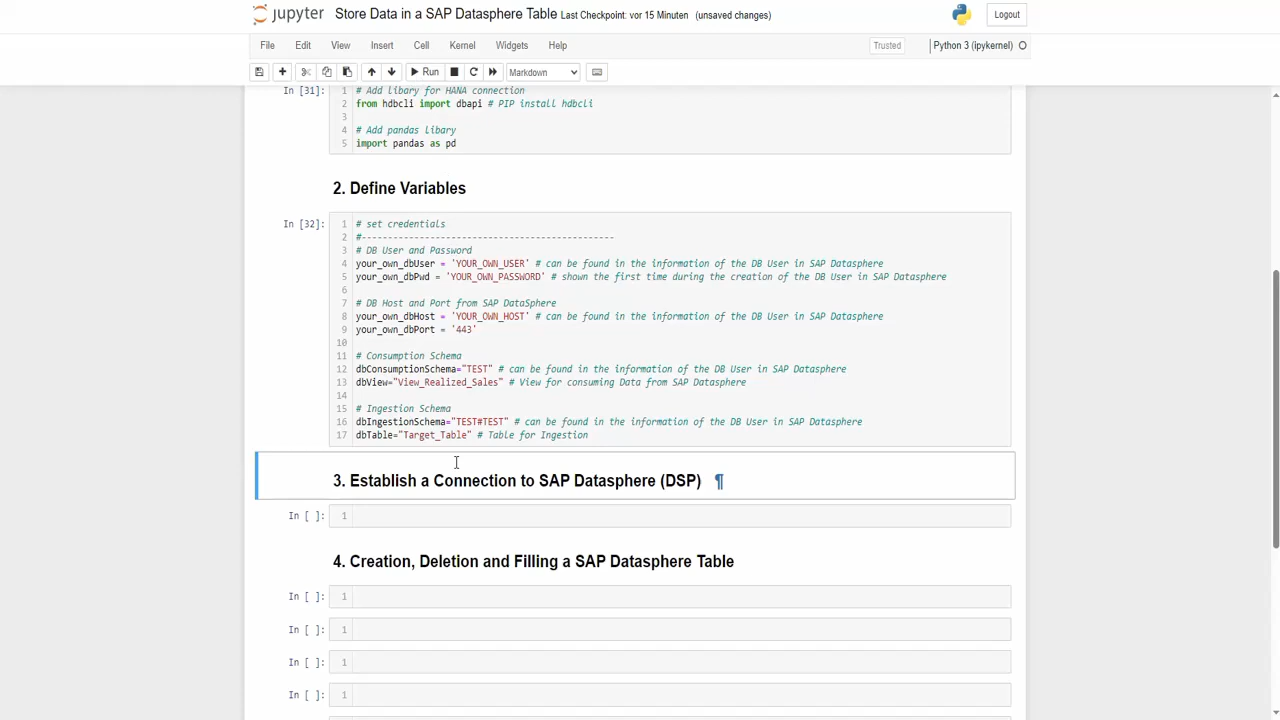 jupyter Store Data in a SAP Datasphere Table Last Checkpoint: vor 15 Minuten (unsaved changes) Logout
File Edit View Insert Cell Kernel Widgets Help Trusted Python 3 (ipykernel)
Run Markdown
In [31]: 1 # Add libary for HANA connection
2 from hdbcli import dbapi # PIP install hdbcli
3
4 # Add pandas libary
5 import pandas as pd
2. Define Variables
In [32]: 1 # set credentials
2 #------------------------------------------------
3 # DB User and Password
4 your_own_dbUser = 'YOUR_OWN_USER' # can be found in the information of the DB User in SAP Datasphere
5 your_own_dbPwd = 'YOUR_OWN_PASSWORD' # shown the first time during the creation of the DB User in SAP Datasphere
6
7 # DB Host and Port from SAP DataSphere
8 your_own_dbHost = 'YOUR_OWN_HOST' # can be found in the information of the DB User in SAP Datasphere
9 your_own_dbPort = '443'
10
11 # Consumption Schema
12 dbConsumptionSchema="TEST" # can be found in the information of the DB User in SAP Datasphere
13 dbView="View_Realized_Sales" # View for consuming Data from SAP Datasphere
14
15 # Ingestion Schema
16 dbIngestionSchema="TEST#TEST" # can be found in the information of the DB User in SAP Datasphere
17 dbTable="Target_Table" # Table for Ingestion
3. Establish a Connection to SAP Datasphere (DSP) ¶
In [ ]: 1
4. Creation, Deletion and Filling a SAP Datasphere Table
In [ ]: 1
In [ ]: 1
In [ ]: 1
In [ ]: 1